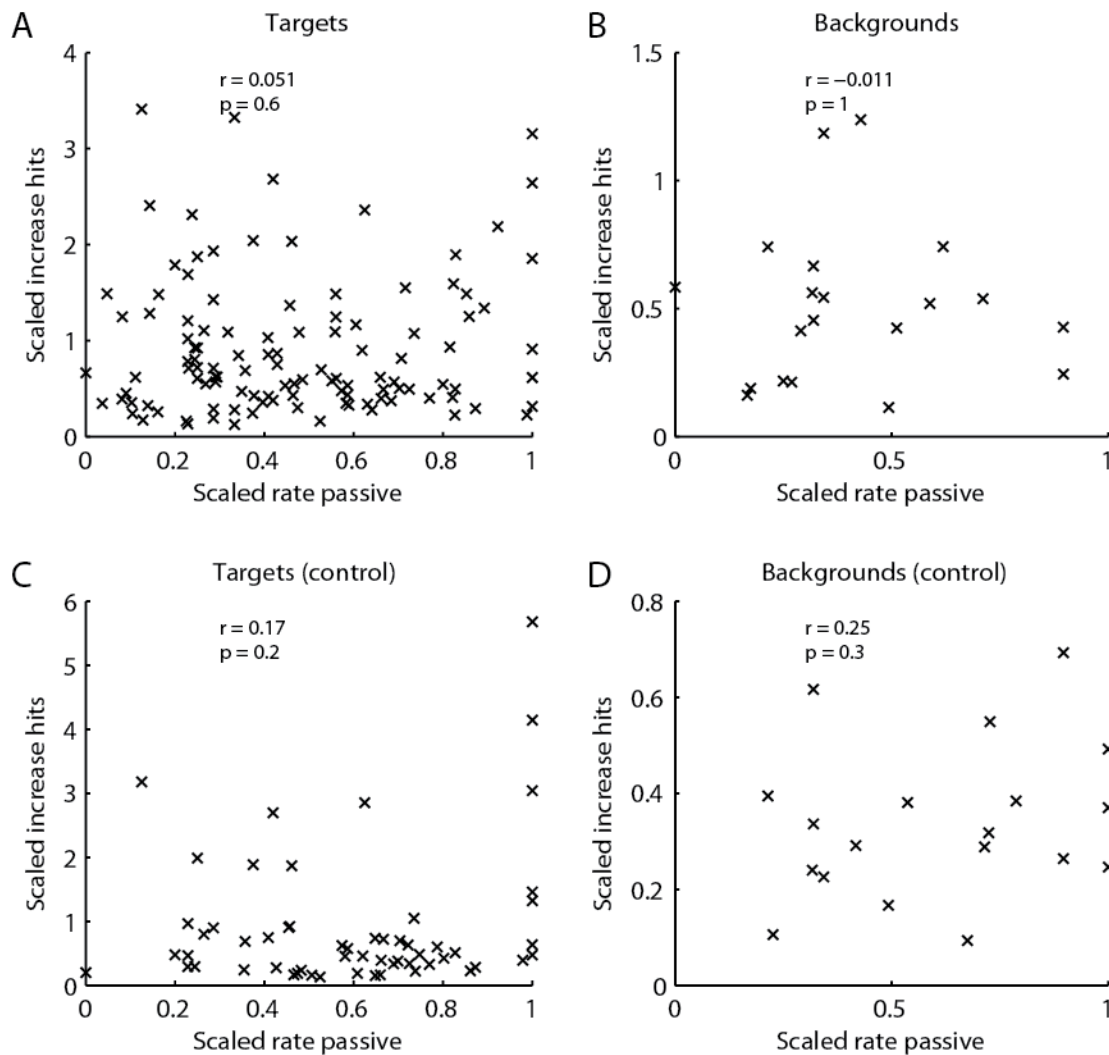 A
Targets
r = 0.051
p = 0.6
4
3
2
1
0
Scaled increase hits
0 0.2 0.4 0.6 0.8 1
Scaled rate passive
B
Backgrounds
r = −0.011
p = 1
1.5
1
0.5
0
Scaled increase hits
0 0.5 1
Scaled rate passive
C
Targets (control)
r = 0.17
p = 0.2
6
5
4
3
2
1
0
Scaled increase hits
0 0.2 0.4 0.6 0.8 1
Scaled rate passive
D
Backgrounds (control)
r = 0.25
p = 0.3
0.8
0.6
0.4
0.2
0
Scaled increase hits
0 0.5 1
Scaled rate passive